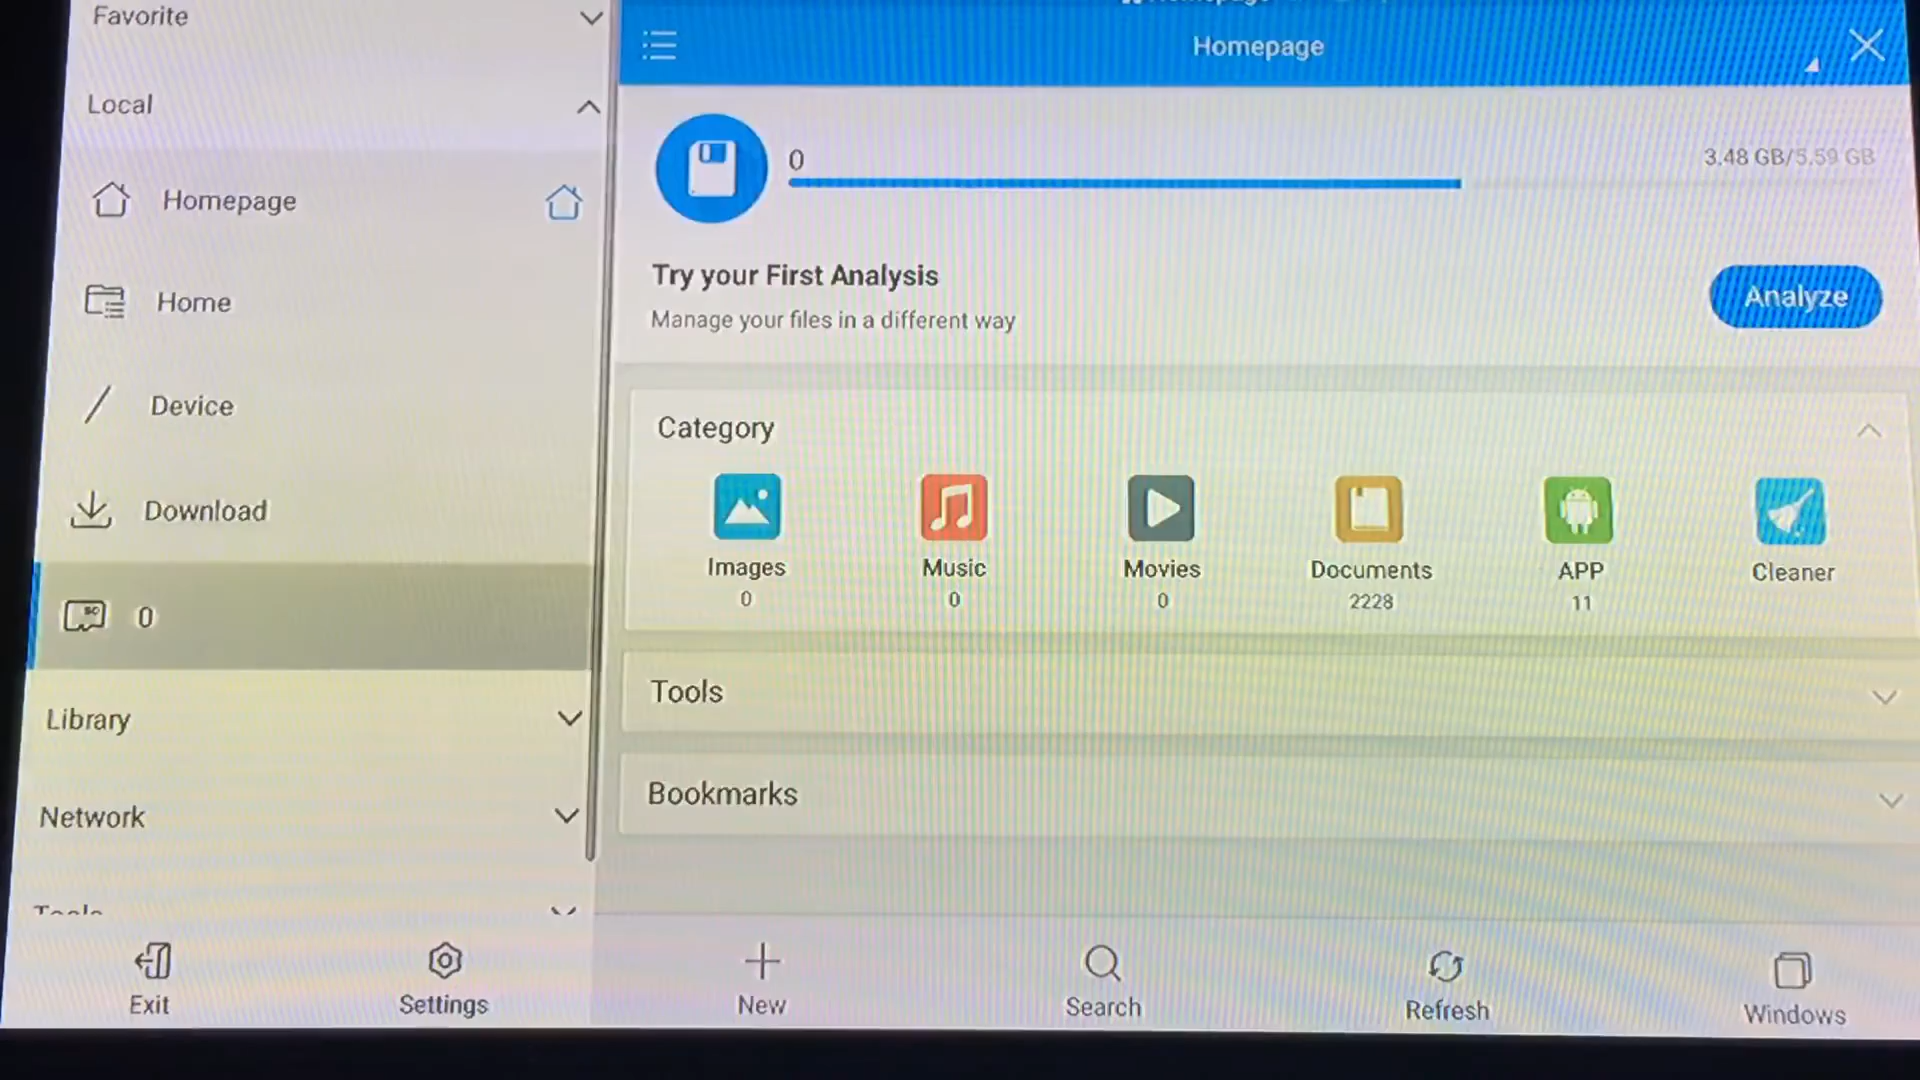 Favorite
Local
Homepage
Home
Device
Download
0
Library
Network
Tools
Exit
Settings
Homepage
0
3.48 GB/5.59 GB
Try your First Analysis
Manage your files in a different way
Analyze
Category
Images
0
Music
0
Movies
0
Documents
2228
APP
11
Cleaner
Tools
Bookmarks
New
Search
Refresh
Windows